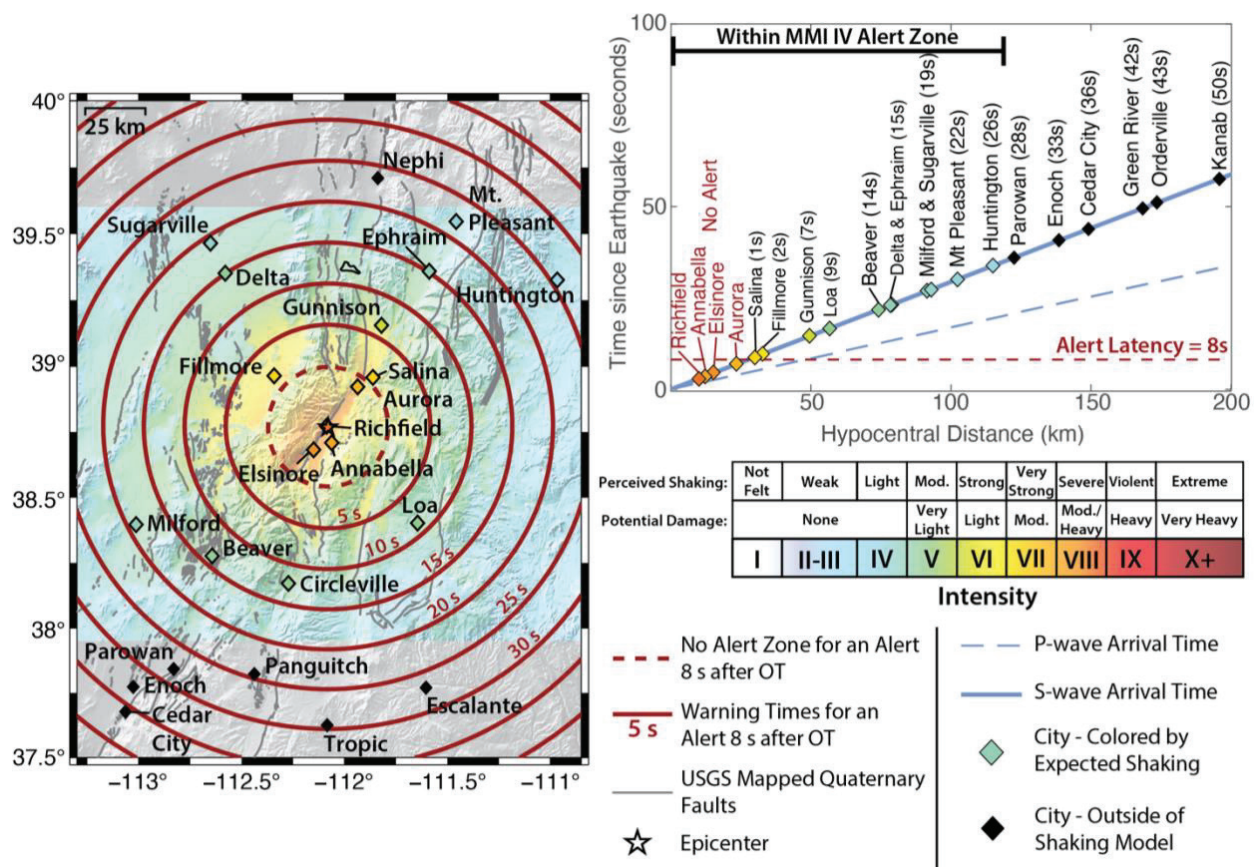 40°
39.5°
39°
38.5°
38°
37.5°
−113°
−112.5°
−112°
−111.5°
−111°
25 km
Nephi
Mt.
Pleasant
Sugarville
Ephraim
Delta
Huntington
Gunnison
Fillmore
Salina
Aurora
Richfield
Elsinore
Annabella
Loa
5 s
Milford
10 s
Beaver
15 s
Circleville
20 s
25 s
30 s
Parowan
Panguitch
Enoch
Escalante
Cedar
City
Tropic
100
50
0
50
100
150
200
Time since Earthquake (seconds)
Hypocentral Distance (km)
Within MMI IV Alert Zone
No Alert
Richfield
Annabella
Elsinore
Aurora
Salina (1s)
Fillmore (2s)
Gunnison (7s)
Loa (9s)
Beaver (14s)
Delta & Ephraim (15s)
Milford & Sugarville (19s)
Mt Pleasant (22s)
Huntington (26s)
Parowan (28s)
Enoch (33s)
Cedar City (36s)
Green River (42s)
Orderville (43s)
Kanab (50s)
Alert Latency = 8s
Perceived Shaking: Not Felt Weak Light Mod. Strong Very Strong Severe Violent Extreme
Potential Damage: None Very Light Light Mod. Mod./ Heavy Heavy Very Heavy
I II-III IV V VI VII VIII IX X+
Intensity
No Alert Zone for an Alert
8 s after OT
5 s
Warning Times for an
Alert 8 s after OT
USGS Mapped Quaternary
Faults
Epicenter
P-wave Arrival Time
S-wave Arrival Time
City - Colored by
Expected Shaking
City - Outside of
Shaking Model